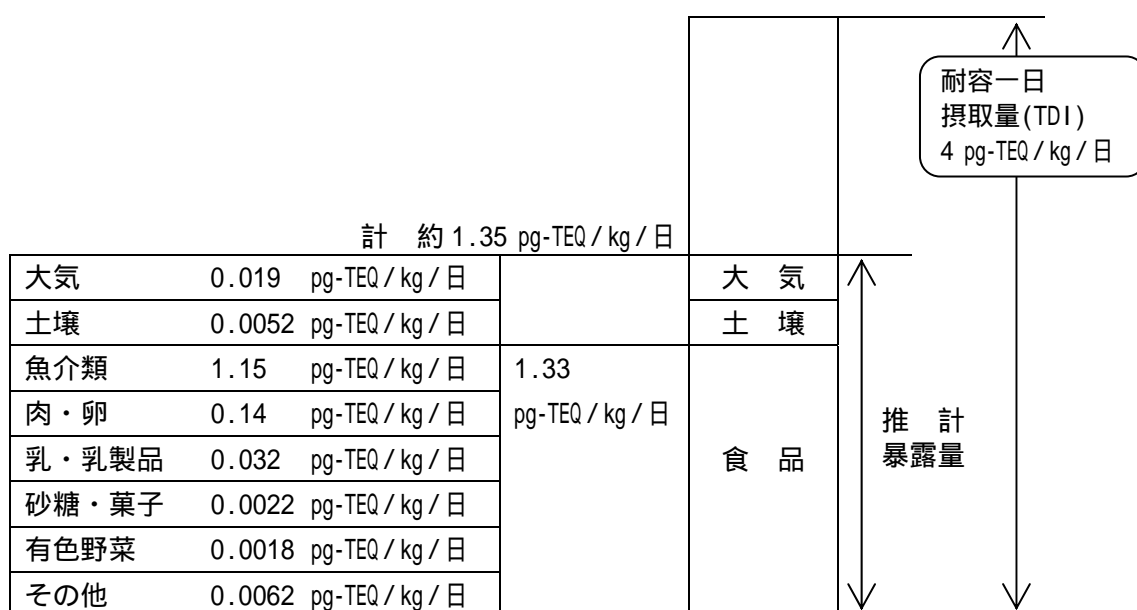 耐容一日
摂取量(TDI)
4 pg-TEQ/kg/日
計 約1.35 pg-TEQ/kg/日
大気 0.019 pg-TEQ/kg/日 大 気
土壌 0.0052 pg-TEQ/kg/日 土 壌
魚介類 1.15 pg-TEQ/kg/日 1.33
肉・卵 0.14 pg-TEQ/kg/日 pg-TEQ/kg/日
推 計
乳・乳製品 0.032 pg-TEQ/kg/日 食 品 暴露量
砂糖・菓子 0.0022 pg-TEQ/kg/日
有色野菜 0.0018 pg-TEQ/kg/日
その他 0.0062 pg-TEQ/kg/日